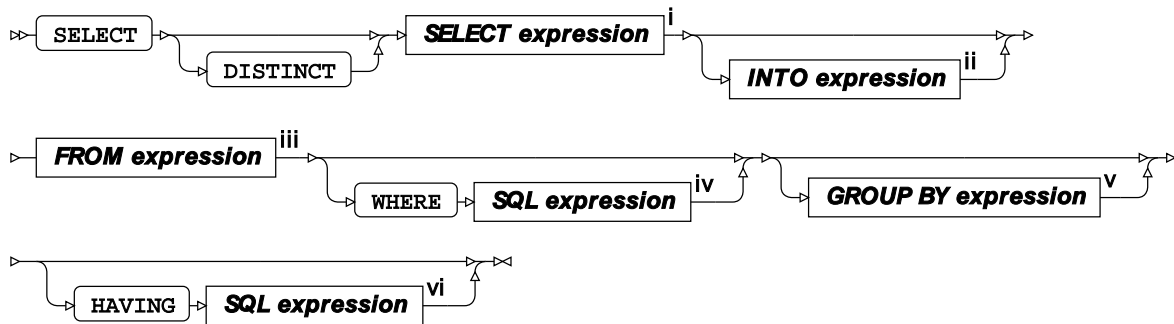 SELECT DISTINCT SELECT expression i INTO expression ii
FROM expression iii WHERE SQL expression iv GROUP BY expression v
HAVING SQL expression vi